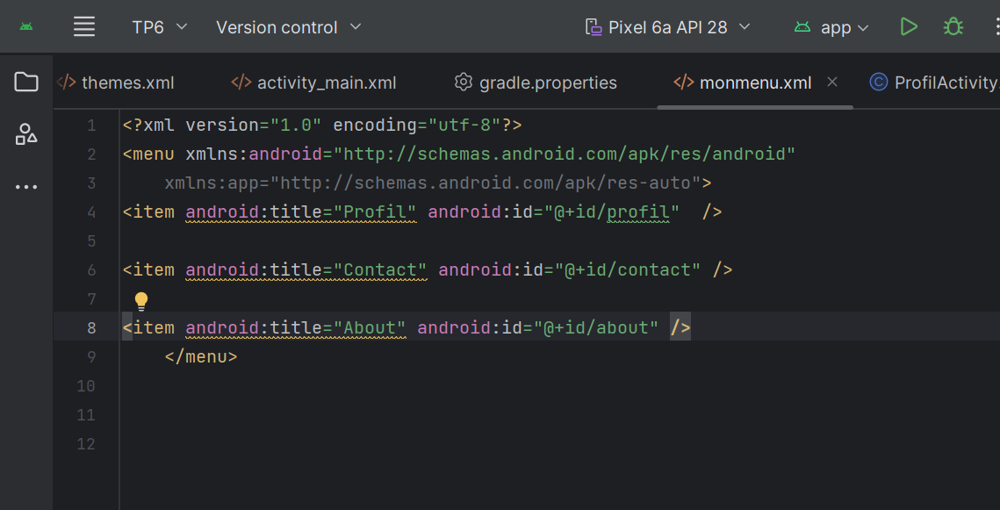 TP6 Version control Pixel 6a API 28 app
</> themes.xml </> activity_main.xml gradle.properties </> monmenu.xml × © ProfilActivity
1 <?xml version="1.0" encoding="utf-8"?>
2 <menu xmlns:android="http://schemas.android.com/apk/res/android"
3 xmlns:app="http://schemas.android.com/apk/res-auto">
4 <item android:title="Profil" android:id="@+id/profil"  />
5
6 <item android:title="Contact" android:id="@+id/contact" />
7
8 <item android:title="About" android:id="@+id/about" />
9 </menu>
10
11
12